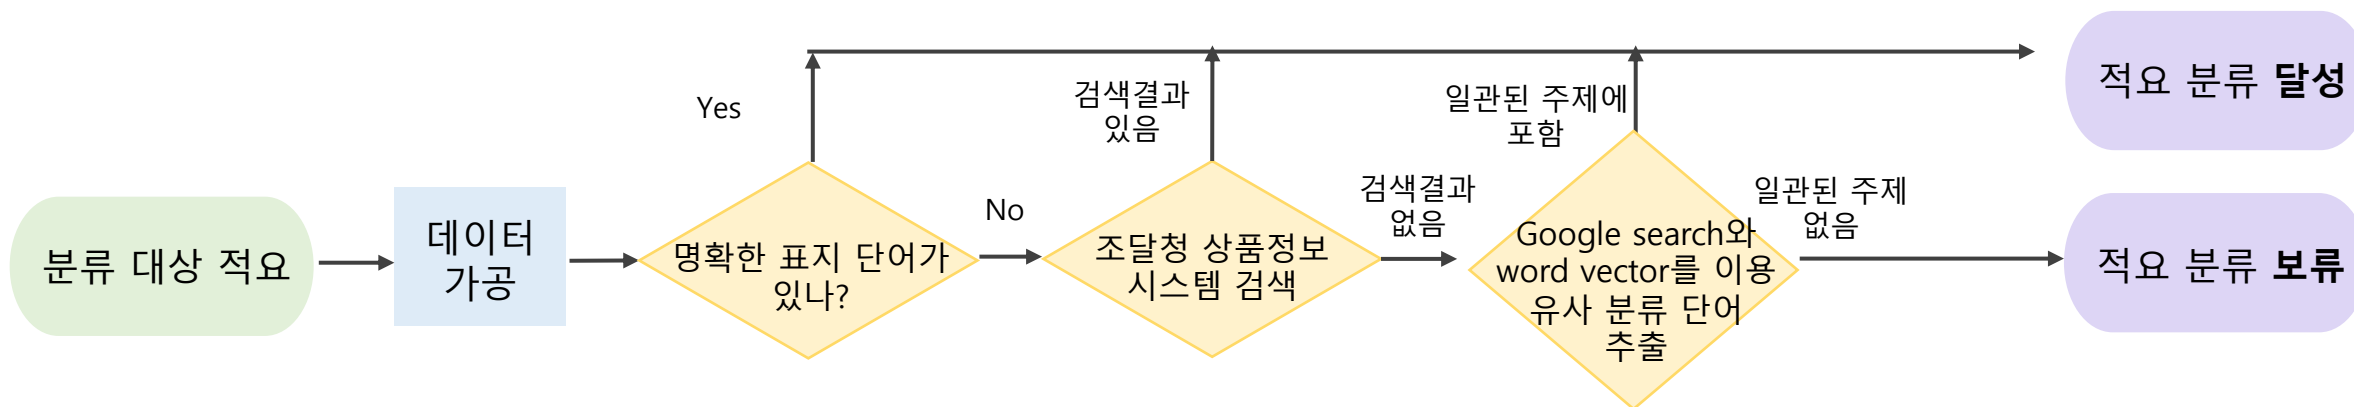 분류 대상 적요
데이터
가공
Yes
명확한 표지 단어가
있나?
No
검색결과
있음
조달청 상품정보
시스템 검색
검색결과
없음
일관된 주제에
포함
Google search와
word vector를 이용
유사 분류 단어
추출
일관된 주제
없음
적요 분류 달성
적요 분류 보류